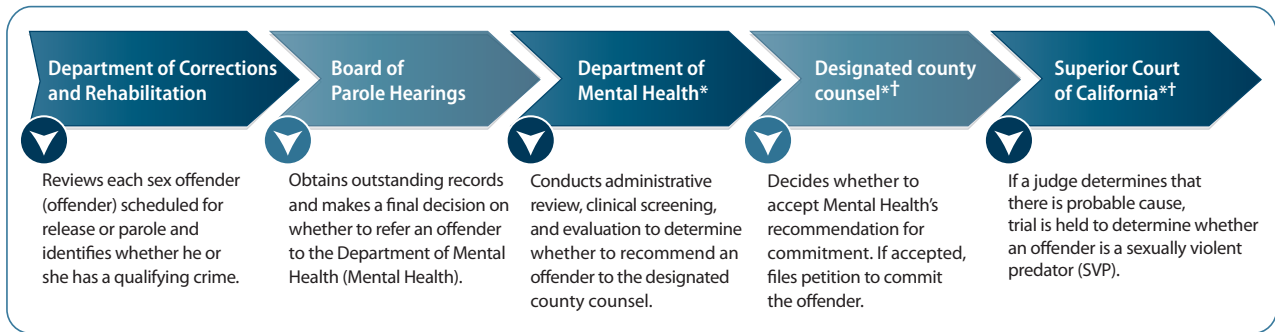 Department of Corrections
and Rehabilitation
Board of
Parole Hearings
Department of
Mental Health*
Designated county
counsel*†
Superior Court
of California*†
Reviews each sex offender
(offender) scheduled for
release or parole and
identifies whether he or
she has a qualifying crime.
Obtains outstanding records
and makes a final decision on
whether to refer an offender
to the Department of Mental
Health (Mental Health).
Conducts administrative
review, clinical screening,
and evaluation to determine
whether to recommend an
offender to the designated
county counsel.
Decides whether to
accept Mental Health’s
recommendation for
commitment. If accepted,
files petition to commit
the offender.
If a judge determines that
there is probable cause,
trial is held to determine whether
an offender is a sexually violent
predator (SVP).